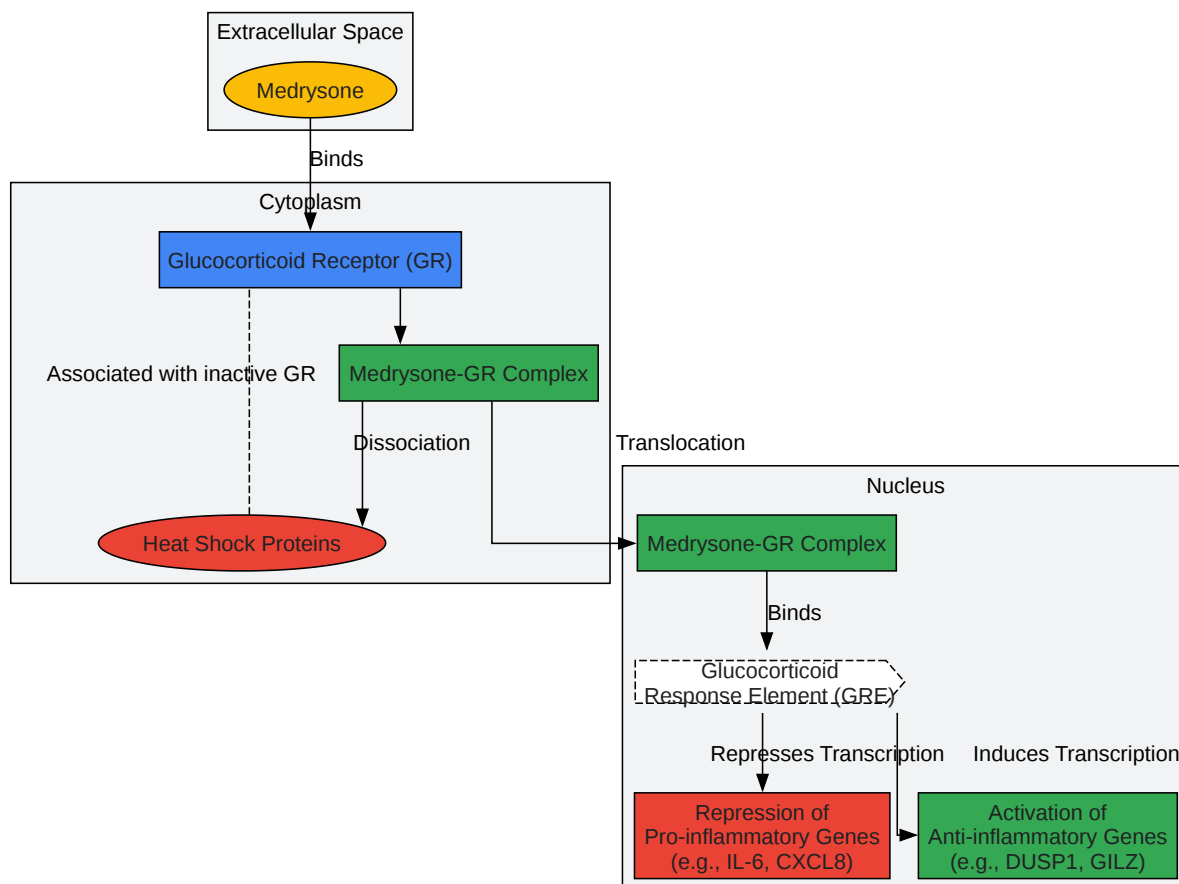 Extracellular Space
Medrysone
Binds
Cytoplasm
Glucocorticoid Receptor (GR)
Associated with inactive GR
Medrysone-GR Complex
Dissociation
Translocation
Nucleus
Heat Shock Proteins
Medrysone-GR Complex
Binds
Glucocorticoid
Response Element (GRE)
Represses Transcription
Induces Transcription
Repression of
Pro-inflammatory Genes
(e.g., IL-6, CXCL8)
Activation of
Anti-inflammatory Genes
(e.g., DUSP1, GILZ)